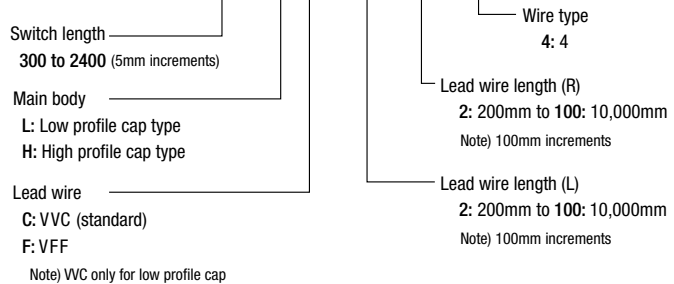 Switch length
300 to 2400 (5mm increments)
Main body
L: Low profile cap type
H: High profile cap type
Lead wire
C: VVC (standard)
F: VFF
Note) VVC only for low profile cap
Wire type
4: 4
Lead wire length (R)
2: 200mm to 100: 10,000mm
Note) 100mm increments
Lead wire length (L)
2: 200mm to 100: 10,000mm
Note) 100mm increments